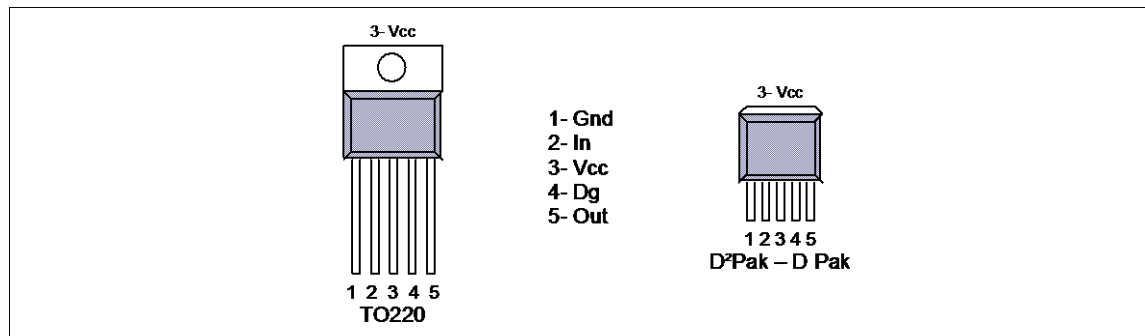 3- Vcc
1 2 3 4 5
TO220
1- Gnd
2- In
3- Vcc
4- Dg
5- Out
3- Vcc
1 2 3 4 5
D²Pak – D Pak